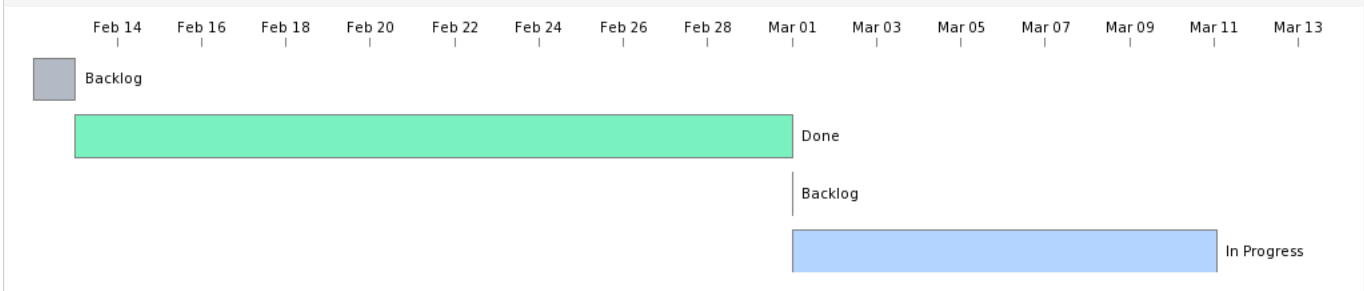 Feb 14 Feb 16 Feb 18 Feb 20 Feb 22 Feb 24 Feb 26 Feb 28 Mar 01 Mar 03 Mar 05 Mar 07 Mar 09 Mar 11 Mar 13
Backlog
Done
Backlog
In Progress